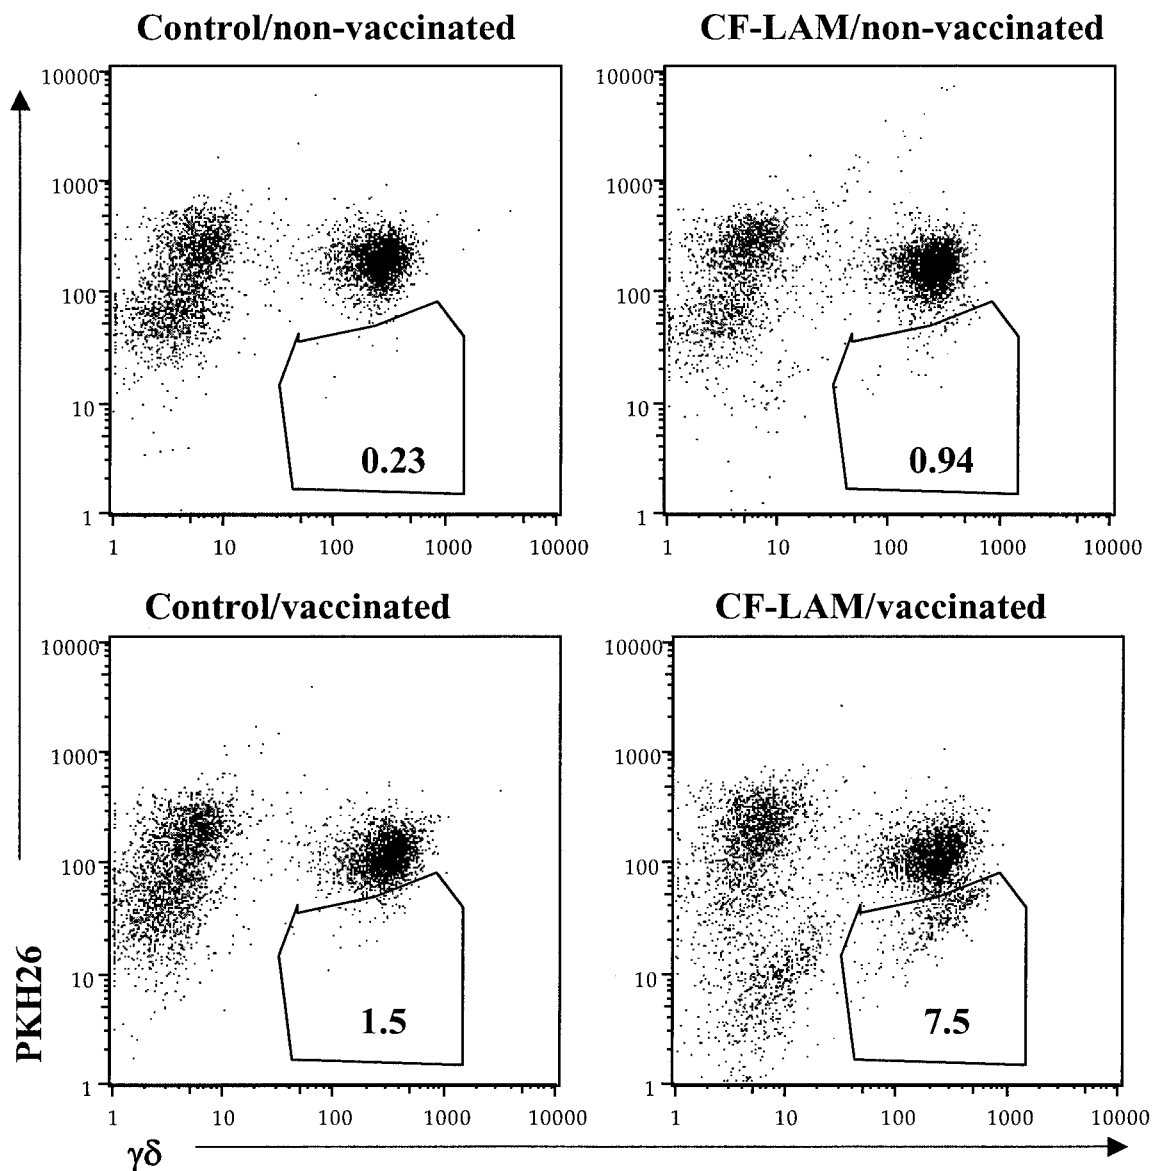 Control/non-vaccinated
CF-LAM/non-vaccinated
10000
1000
100
10
1
0.23
1 10 100 1000 10000
10000
1000
100
10
1
0.94
1 10 100 1000 10000
Control/vaccinated
CF-LAM/vaccinated
10000
1000
100
10
1
1.5
1 10 100 1000 10000
10000
1000
100
10
1
7.5
1 10 100 1000 10000
PKH26
γδ